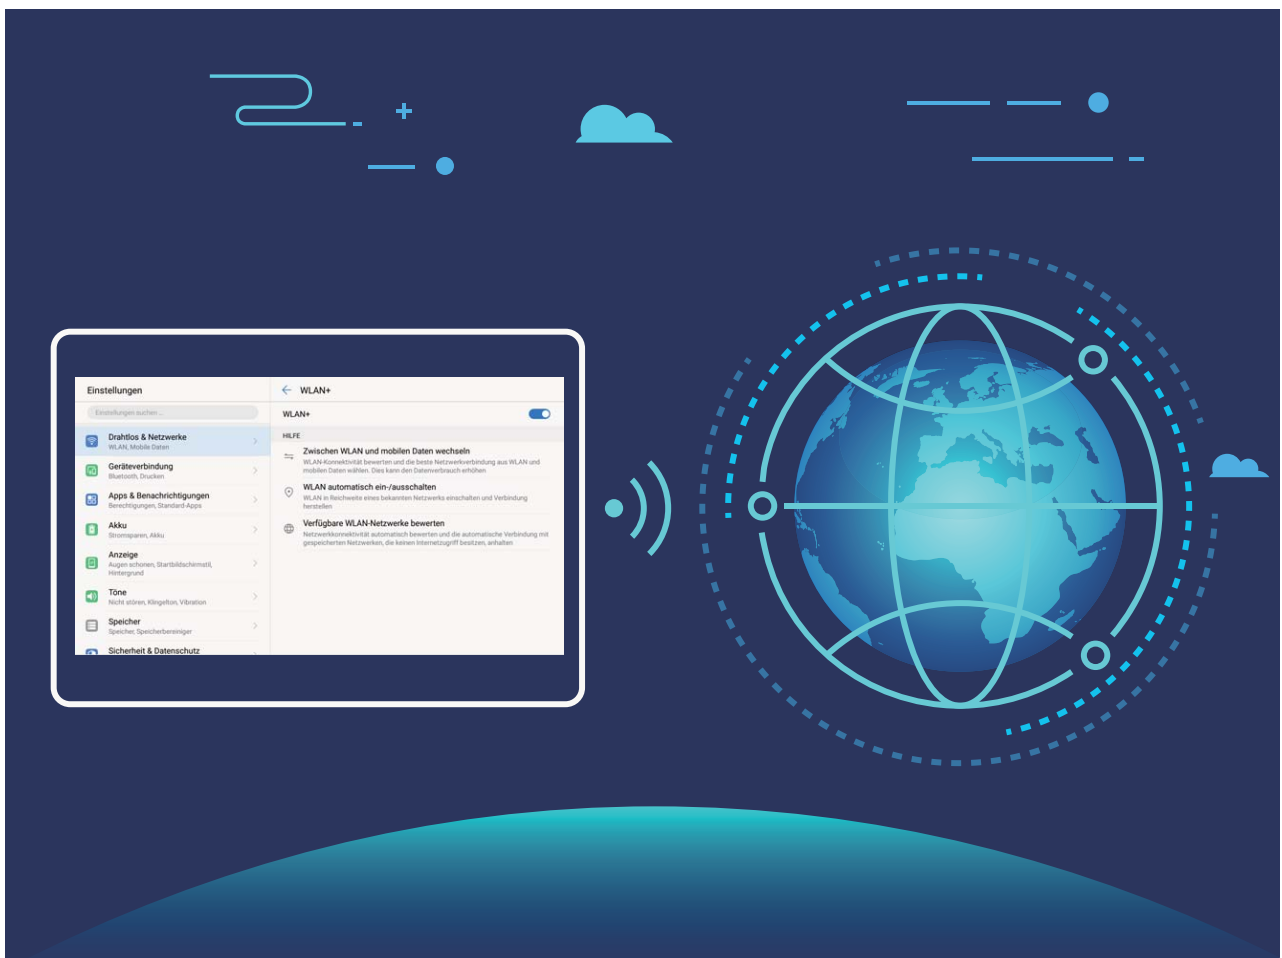 Einstellungen
Einstellungen suchen...
Drahtlos & Netzwerke
WLAN, Mobile Daten
Geräteverbindung
Bluetooth, Drucken
Apps & Benachrichtigungen
Berechtigungen, Standard-Apps
Akku
Stromsparen, Akku
Anzeige
Augen schonen, Startbildschirmstil,
Hintergrund
Töne
Nicht stören, Klingelton, Vibration
Speicher
Speicher, Speicherbereiniger
Sicherheit & Datenschutz
WLAN+
WLAN+
HILFE
Zwischen WLAN und mobilen Daten wechseln
WLAN-Konnektivität bewerten und die beste Netzwerkverbindung aus WLAN und
mobilen Daten wählen. Dies kann den Datenverbrauch erhöhen
WLAN automatisch ein-/ausschalten
WLAN in Reichweite eines bekannten Netzwerks einschalten und Verbindung
herstellen
Verfügbare WLAN-Netzwerke bewerten
Netzwerkkonnektivität automatisch bewerten und die automatische Verbindung mit
gespeicherten Netzwerken, die keinen Internetzugriff besitzen, anhalten